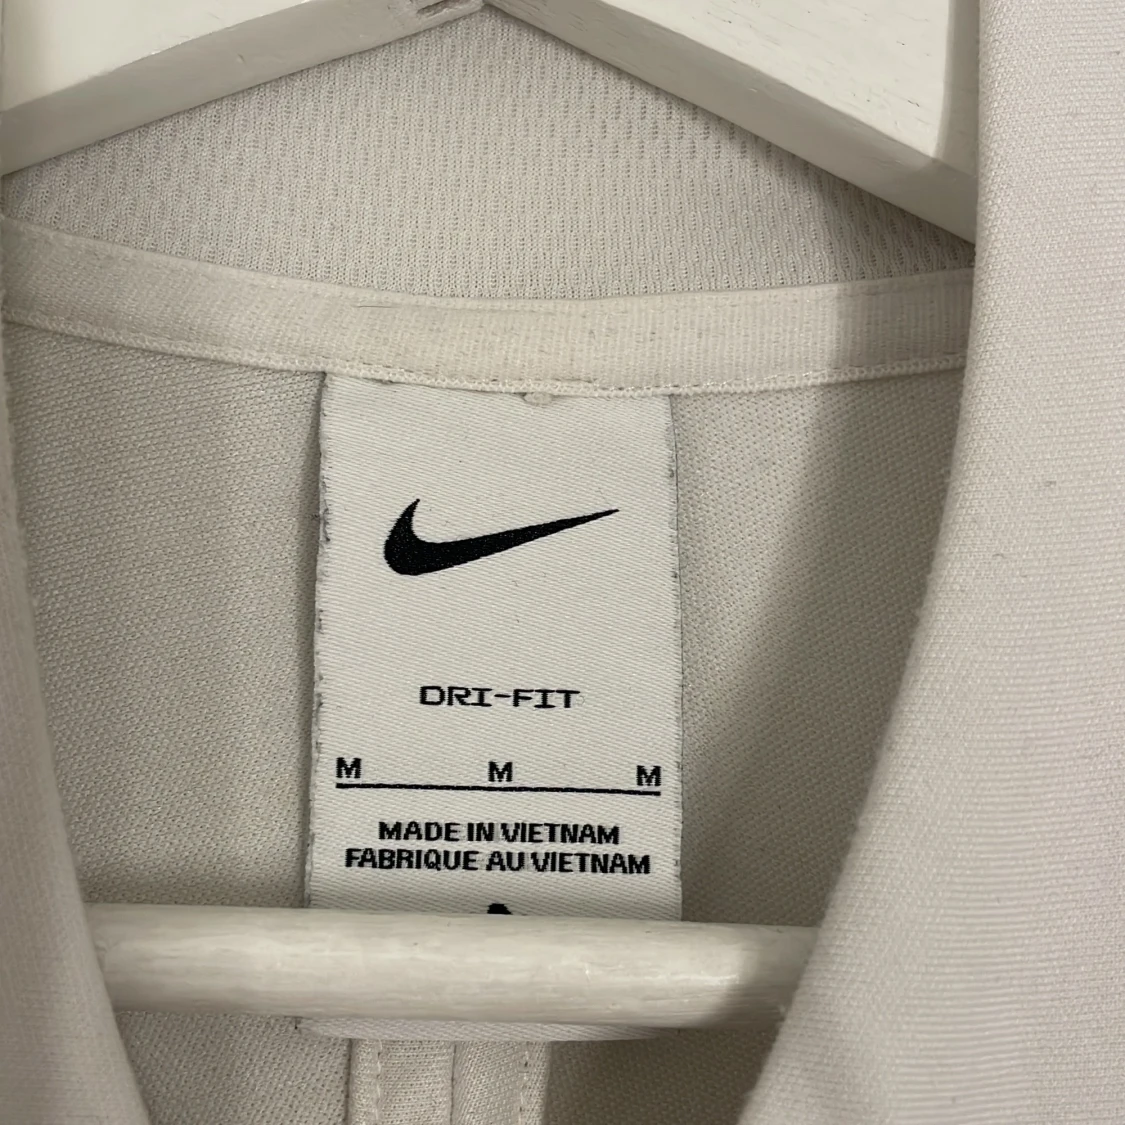 DRI-FIT
M M M
MADE IN VIETNAM
FABRIQUE AU VIETNAM